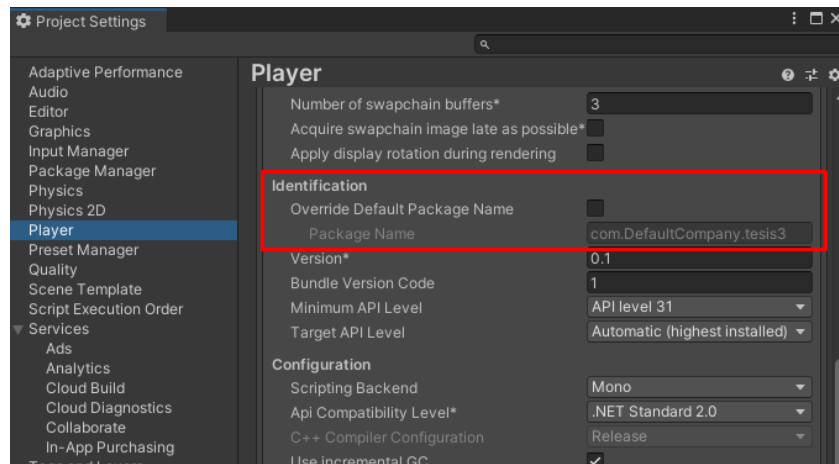 Project Settings
Adaptive Performance
Audio
Editor
Graphics
Input Manager
Package Manager
Physics
Physics 2D
Player
Preset Manager
Quality
Scene Template
Script Execution Order
Services
Ads
Analytics
Cloud Build
Cloud Diagnostics
Collaborate
In-App Purchasing
Player
Number of swapchain buffers* 3
Acquire swapchain image late as possible*
Apply display rotation during rendering
Identification
Override Default Package Name
Package Name com.DefaultCompany.tesis3
Version* 0.1
Bundle Version Code 1
Minimum API Level API level 31
Target API Level Automatic (highest installed)
Configuration
Scripting Backend Mono
Api Compatibility Level* .NET Standard 2.0
C++ Compiler Configuration Release
Use incremental GC